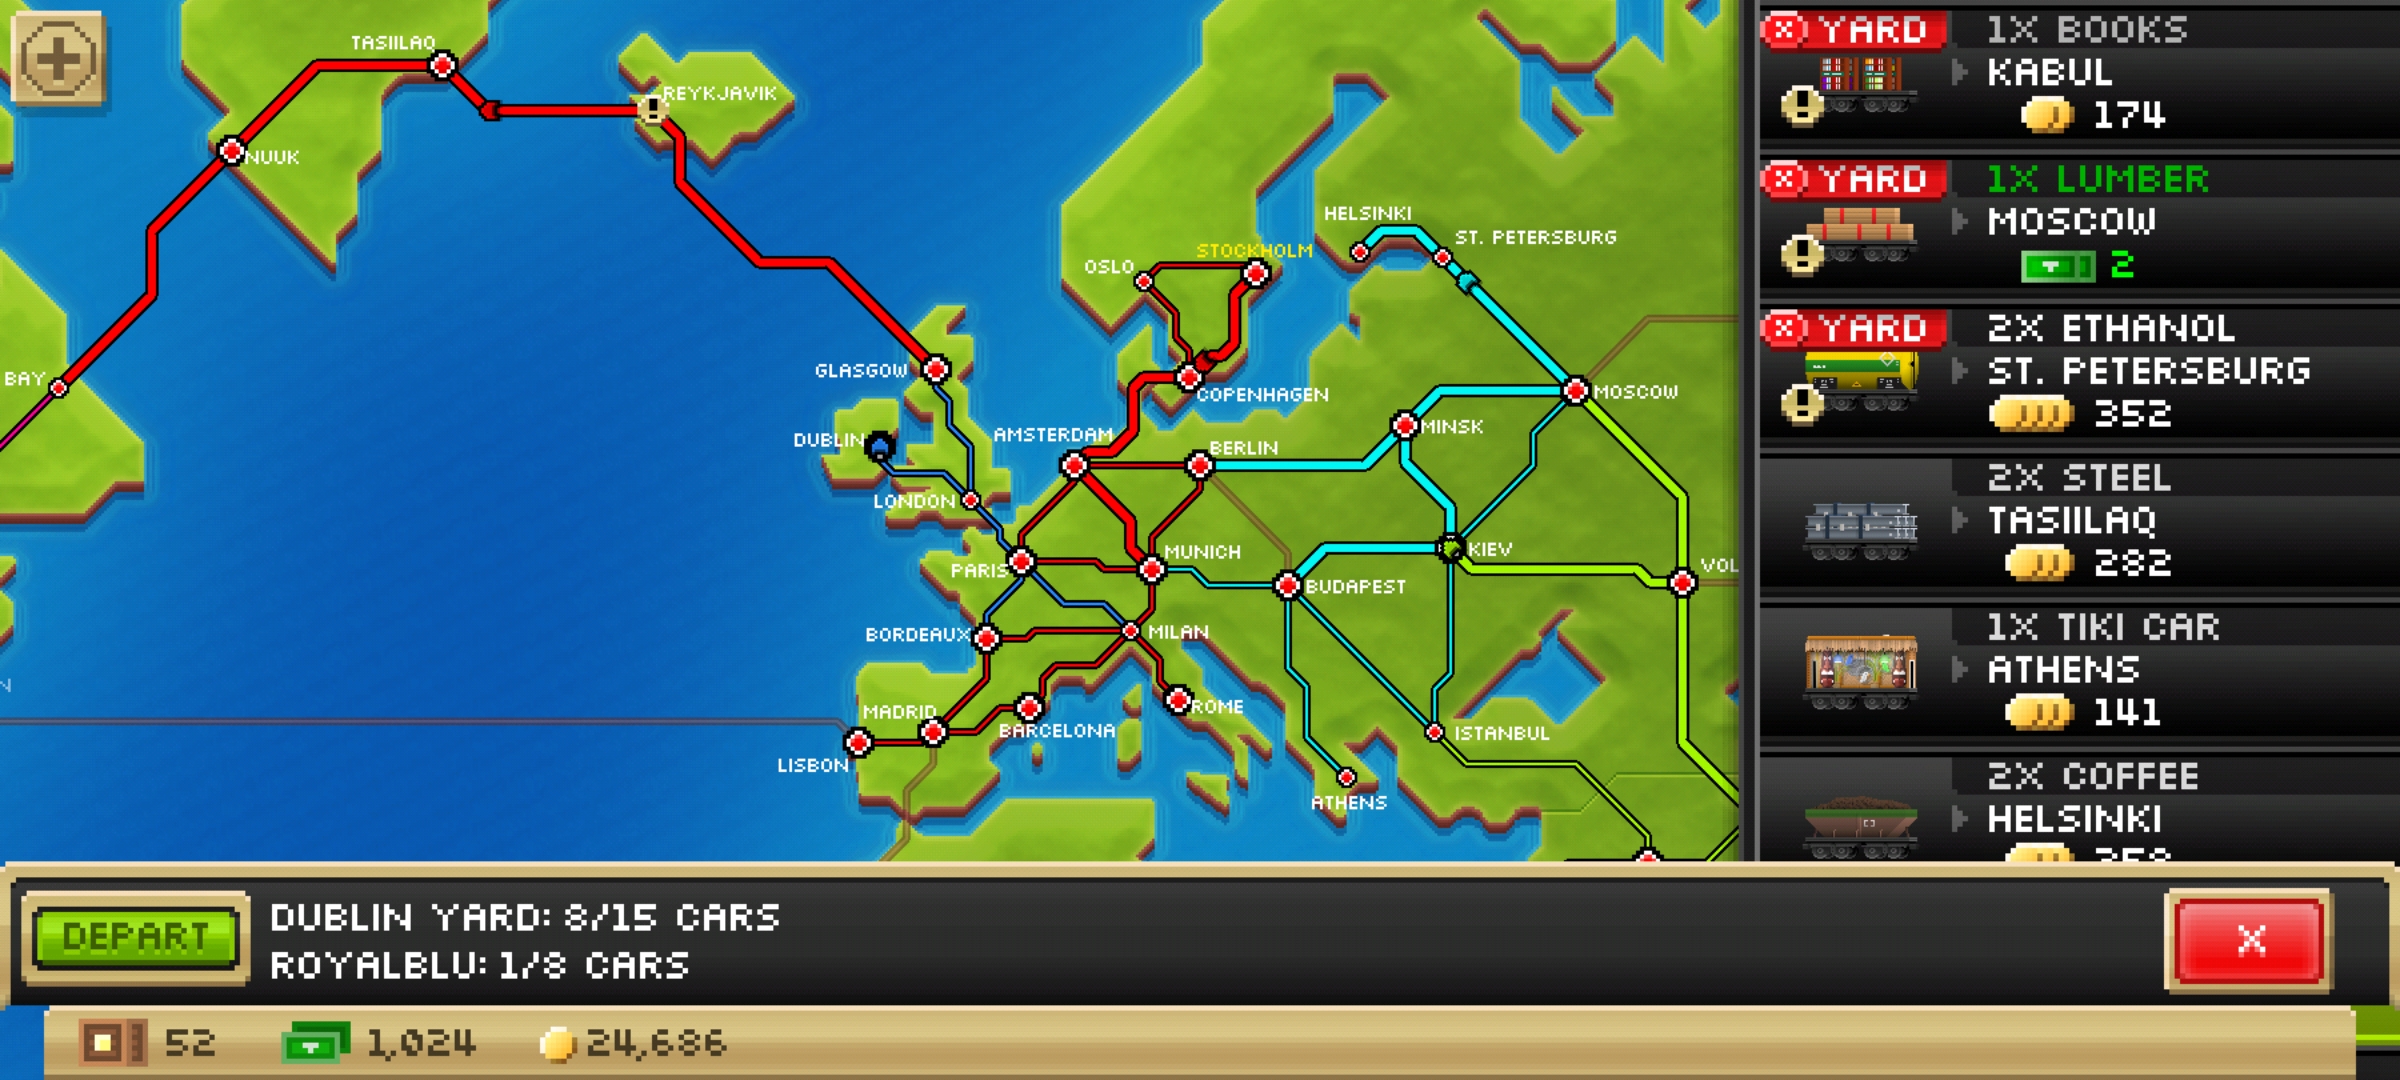 TASIILAQ
REYKJAVIK
NUUK
BAY
GLASGOW
DUBLIN
LONDON
AMSTERDAM
PARIS
BORDEAUX
MADRID
LISBON
BARCELONA
ROME
MILAN
MUNICH
BERLIN
COPENHAGEN
OSLO
STOCKHOLM
HELSINKI
ST. PETERSBURG
MOSCOW
MINSK
KIEV
BUDAPEST
ISTANBUL
ATHENS
VOL
N
YARD
1X BOOKS
KABUL
174
YARD
1X LUMBER
MOSCOW
2
YARD
2X ETHANOL
ST. PETERSBURG
352
2X STEEL
TASIILAQ
282
1X TIKI CAR
ATHENS
141
2X COFFEE
HELSINKI
DEPART
DUBLIN YARD: 8/15 CARS
ROYALBLU: 1/8 CARS
X
52
1,024
24,686